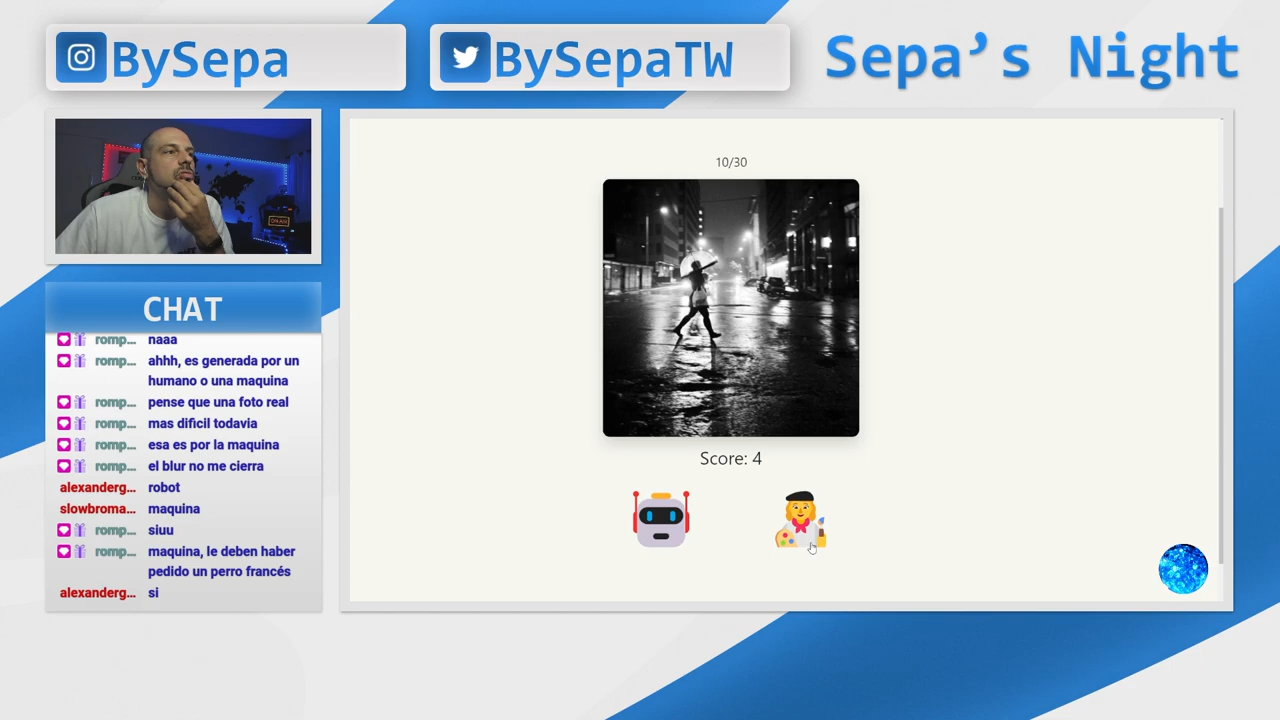 BySepa
BySepaTW
Sepa’s Night
CHAT
romp... naaa
romp... ahhh, es generada por un
humano o una maquina
romp... pense que una foto real
romp... mas dificil todavia
romp... esa es por la maquina
romp... el blur no me cierra
alexanderg... robot
slowbroma... maquina
romp... siuu
romp... maquina, le deben haber
pedido un perro francés
alexanderg... si
10/30
Score: 4
ON AIR